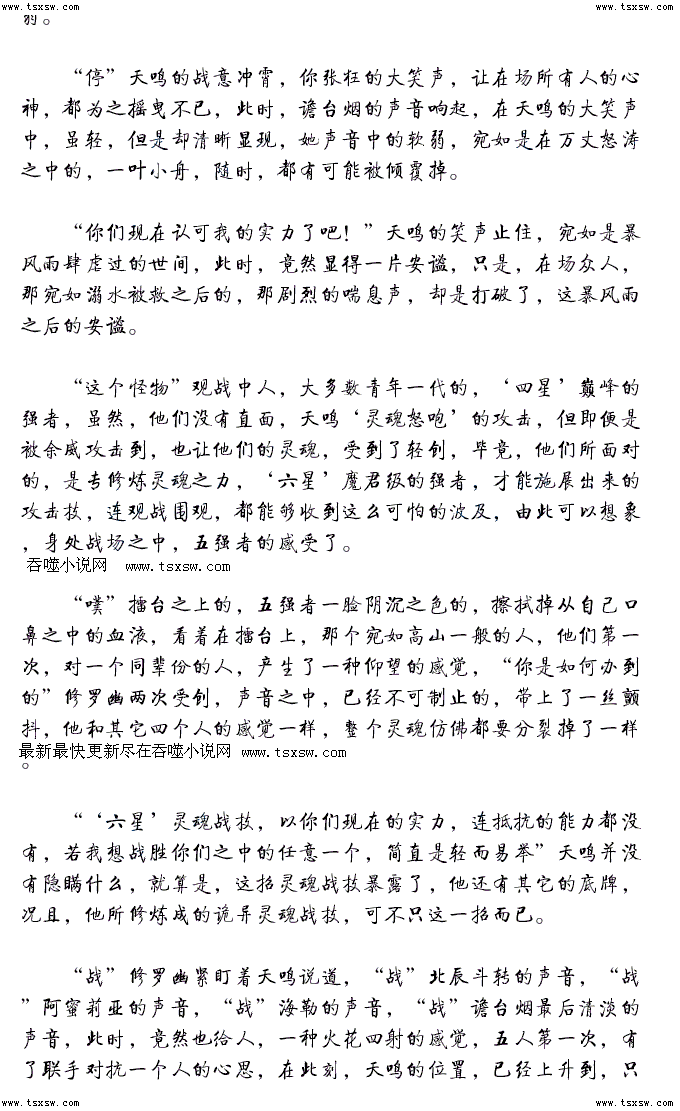 www.tsxsw.com www.tsxsw.com www.tsxsw.com
。
“停”天鸣的战意冲霄，你张狂的大笑声，让在场所有人的心
神，都为之摇曳不已，此时，谵台烟的声音响起，在天鸣的大笑声
中，虽轻，但是却清晰显现，她声音中的软弱，宛如是在万丈怒涛
之中的，一叶小舟，随时，都有可能被倾覆掉。
“你们现在认可我的实力了吧！”天鸣的笑声止住，宛如是暴
风雨肆虐过的世间，此时，竟然显得一片安谧，只是，在场众人，
那宛如溺水被救之后的，那剧烈的喘息声，却是打破了，这暴风雨
之后的安谧。
“这个怪物”观战中人，大多数青年一代的，‘四星’巅峰的
强者，虽然，他们没有直面，天鸣‘灵魂怒咆’的攻击，但即便是
被余威攻击到，也让他们的灵魂，受到了轻创，毕竟，他们所面对
的，是专修炼灵魂之力，‘六星’魔君级的强者，才能施展出来的
攻击技，连观战围观，都能够收到这么可怕的波及，由此可以想象
，身处战场之中，五强者的感受了。
吞噬小说网 www.tsxsw.com
“噗”擂台之上的，五强者一脸阴沉之色的，擦拭掉从自己口
鼻之中的血液，看着在擂台上，那个宛如高山一般的人，他们第一
次，对一个同辈份的人，产生了一种仰望的感觉，“你是如何办到
的”修罗幽两次受创，声音之中，已经不可制止的，带上了一丝颤
抖，他和其它四个人的感觉一样，整个灵魂仿佛都要分裂掉了一样
最新最快更新尽在吞噬小说网 www.tsxsw.com
。
“‘六星’灵魂战技，以你们现在的实力，连抵抗的能力都没
有，若我想战胜你们之中的任意一个，简直是轻而易举”天鸣并没
有隐瞒什么，就算是，这招灵魂战技暴露了，他还有其它的底牌，
况且，他所修炼成的诡异灵魂战技，可不只这一招而已。
“战”修罗幽紧盯着天鸣说道，“战”北辰斗转的声音，“战
”阿蜜莉亚的声音，“战”海勒的声音，“战”谵台烟最后清淡的
声音，此时，竟然也给人，一种火花四射的感觉，五人第一次，有
了联手对抗一个人的心思，在此刻，天鸣的位置，已经上升到，只
www.tsxsw.com www.tsxsw.com www.tsxsw.com